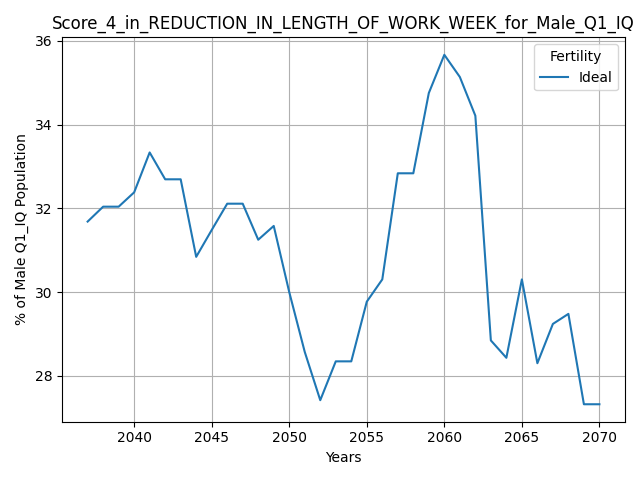 Score_4_in_REDUCTION_IN_LENGTH_OF_WORK_WEEK_for_Male_Q1_IQ
Fertility
Ideal
% of Male Q1_IQ Population
36
34
32
30
28
2040 2045 2050 2055 2060 2065 2070
Years